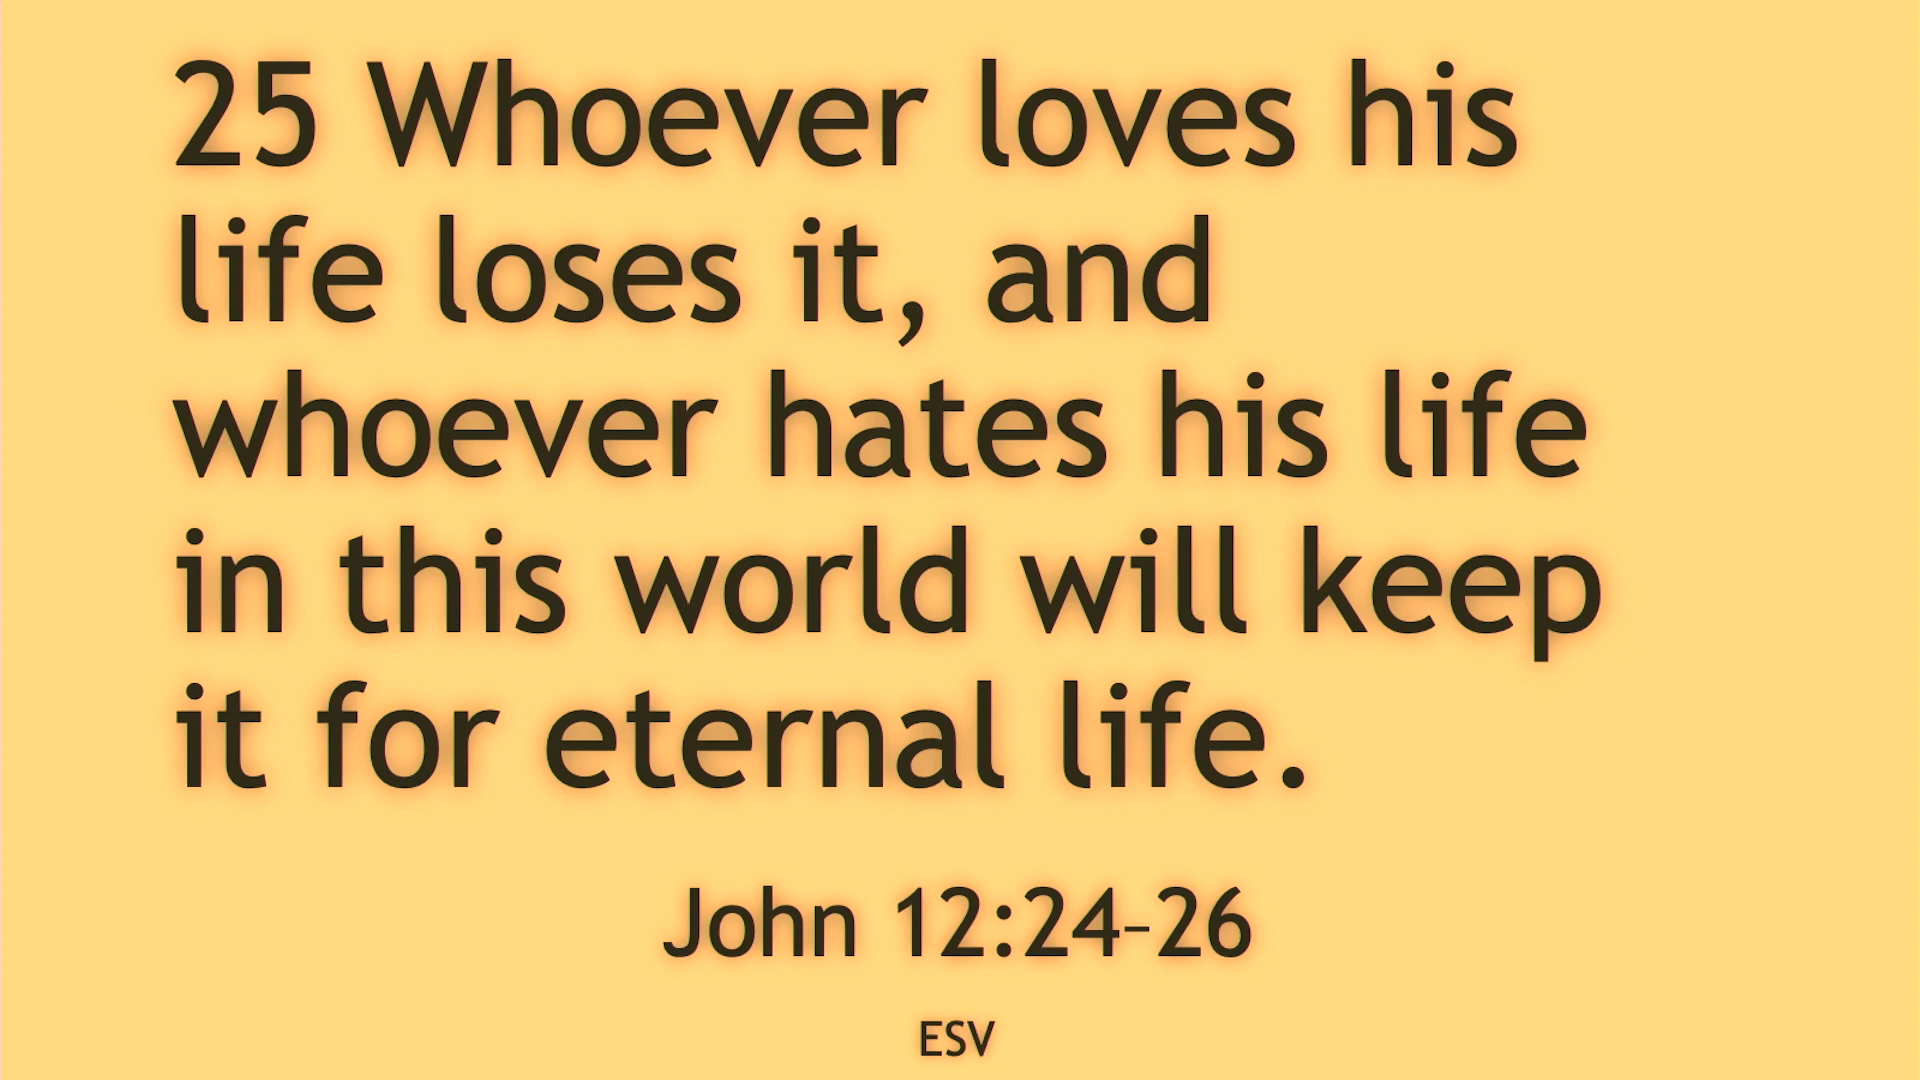 25 Whoever loves his
life loses it, and
whoever hates his life
in this world will keep
it for eternal life.
John 12:24-26
ESV